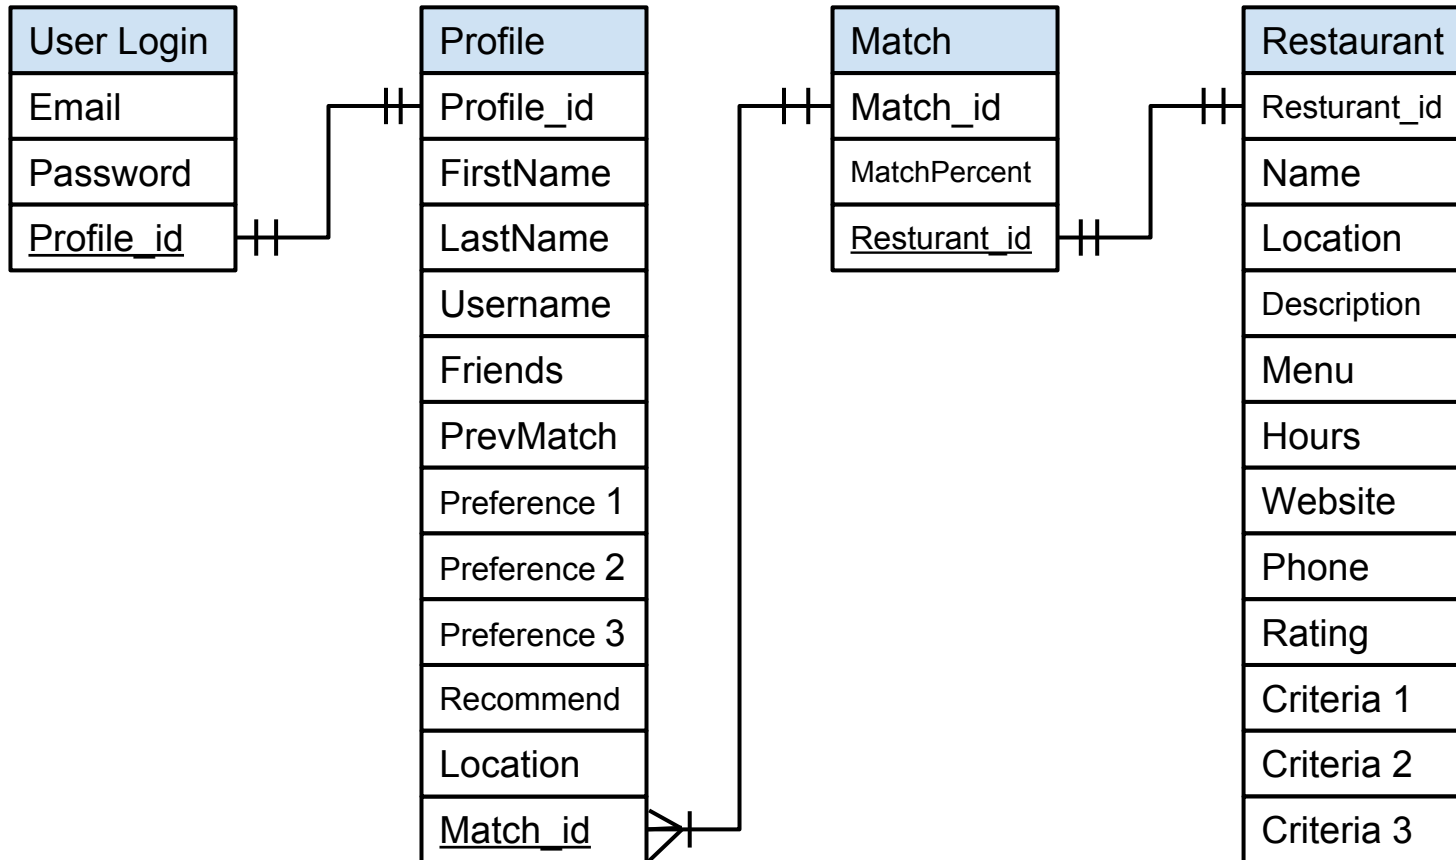 User Login
Email
Password
Profile_id
Profile
Profile_id
FirstName
LastName
Username
Friends
PrevMatch
Preference 1
Preference 2
Preference 3
Recommend
Location
Match_id
Match
Match_id
MatchPercent
Resturant_id
Restaurant
Resturant_id
Name
Location
Description
Menu
Hours
Website
Phone
Rating
Criteria 1
Criteria 2
Criteria 3